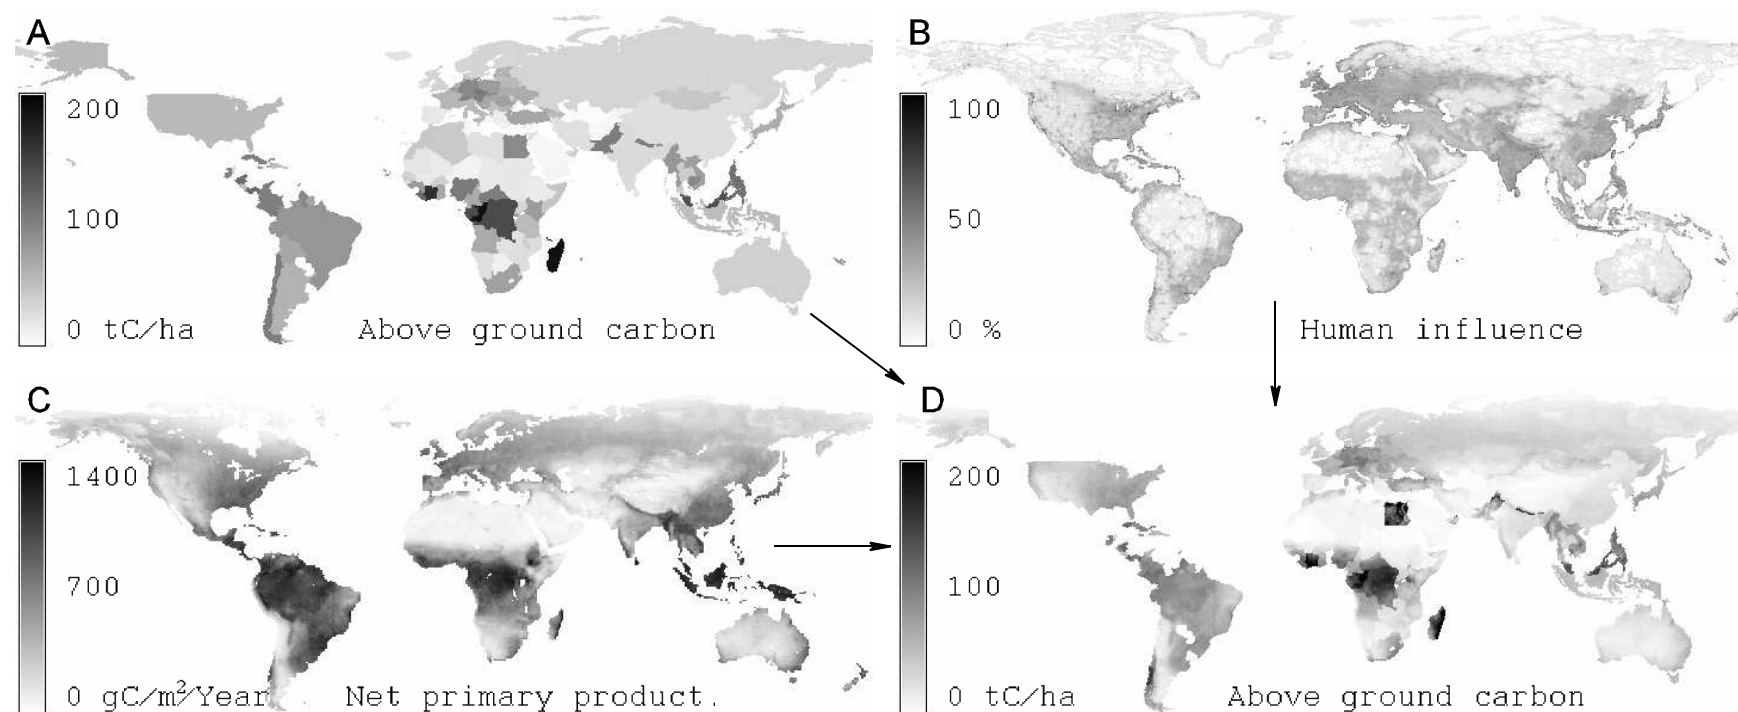 A
200
100
0 tC/ha
Above ground carbon
B
100
50
0 %
Human influence
C
1400
700
0 gC/m²/Year
Net primary product.
D
200
100
0 tC/ha
Above ground carbon